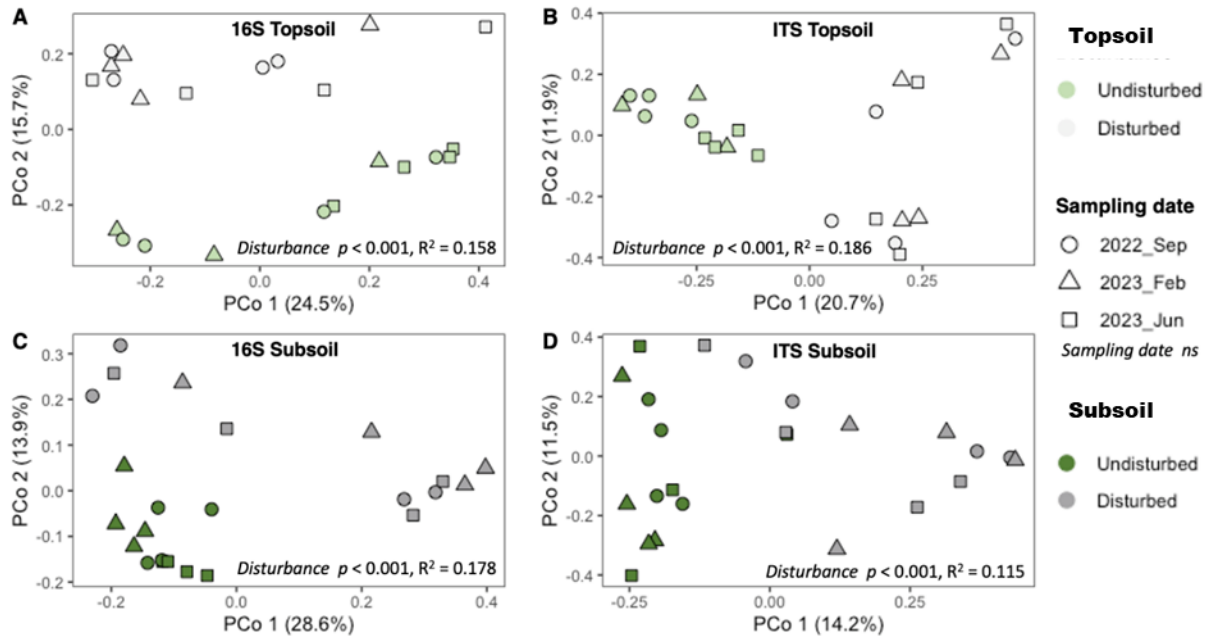 A
16S Topsoil
0.2
0.0
-0.2
PCo 2 (15.7%)
Disturbance p < 0.001, R² = 0.158
-0.2 0.0 0.2 0.4
PCo 1 (24.5%)
B
ITS Topsoil
0.4
0.2
0.0
-0.2
-0.4
PCo 2 (11.9%)
Disturbance p < 0.001, R² = 0.186
-0.25 0.00 0.25
PCo 1 (20.7%)
Topsoil
Undisturbed
Disturbed
Sampling date
2022_Sep
2023_Feb
2023_Jun
Sampling date ns
C
16S Subsoil
0.3
0.2
0.1
0.0
-0.1
-0.2
PCo 2 (13.9%)
Disturbance p < 0.001, R² = 0.178
-0.2 0.0 0.2 0.4
PCo 1 (28.6%)
D
ITS Subsoil
0.4
0.2
0.0
-0.2
-0.4
PCo 2 (11.5%)
Disturbance p < 0.001, R² = 0.115
-0.25 0.00 0.25
PCo 1 (14.2%)
Subsoil
Undisturbed
Disturbed